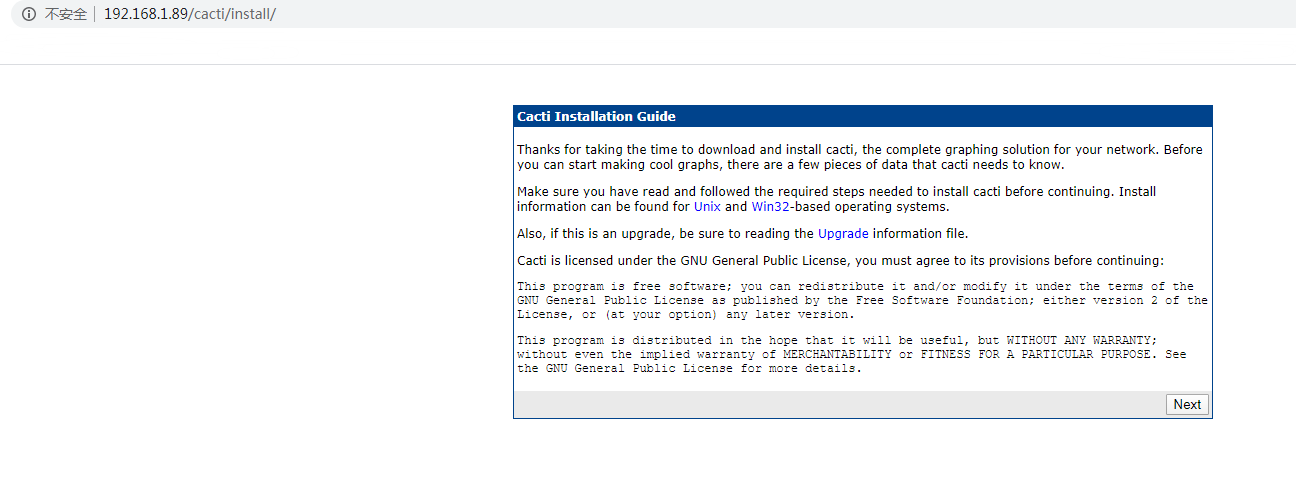 不安全 192.168.1.89/cacti/install/
Cacti Installation Guide
Thanks for taking the time to download and install cacti, the complete graphing solution for your network. Before
you can start making cool graphs, there are a few pieces of data that cacti needs to know.
Make sure you have read and followed the required steps needed to install cacti before continuing. Install
information can be found for Unix and Win32-based operating systems.
Also, if this is an upgrade, be sure to reading the Upgrade information file.
Cacti is licensed under the GNU General Public License, you must agree to its provisions before continuing:
This program is free software; you can redistribute it and/or modify it under the terms of the
GNU General Public License as published by the Free Software Foundation; either version 2 of the
License, or (at your option) any later version.
This program is distributed in the hope that it will be useful, but WITHOUT ANY WARRANTY;
without even the implied warranty of MERCHANTABILITY or FITNESS FOR A PARTICULAR PURPOSE. See
the GNU General Public License for more details.
Next